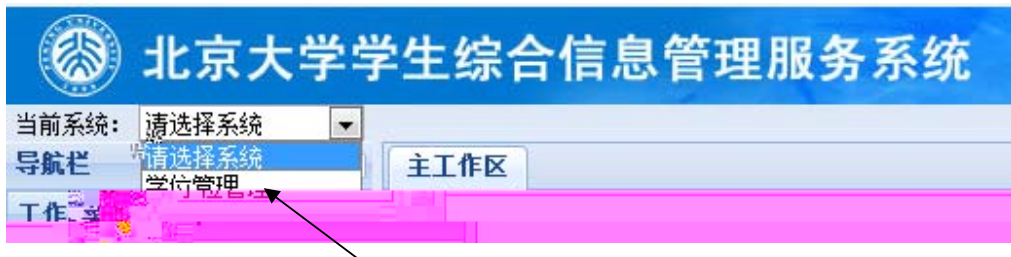 北京大学学生综合信息管理服务系统
当前系统: 请选择系统
导航栏 请选择系统 主工作区
学位管理
工作